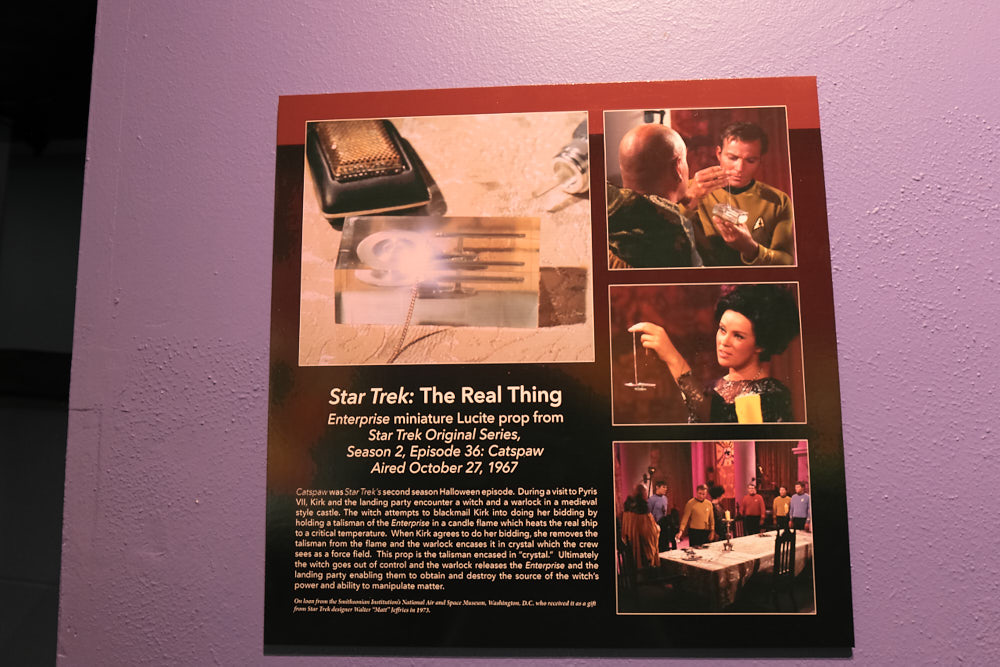 Star Trek: The Real Thing
Enterprise miniature Lucite prop from
Star Trek Original Series,
Season 2, Episode 36: Catspaw
Aired October 27, 1967
Catspaw was Star Trek's second season Halloween episode. During a visit to Pyris
VII, Kirk and the landing party encounter a witch and a warlock in a medieval
style castle. The witch attempts to blackmail Kirk into doing her bidding by
holding a talisman of the Enterprise in a candle flame which heats the real ship
to a critical temperature. When Kirk agrees to do her bidding, she removes the
talisman from the flame and the warlock encases it in crystal which the crew
sees as a force field. This prop is the talisman encased in "crystal." Ultimately
the witch goes out of control and the warlock releases the Enterprise and the
landing party enabling them to obtain and destroy the source of the witch's
power and ability to manipulate matter.
On loan from the Smithsonian Institution's National Air and Space Museum, Washington, D.C. who received it as a gift
from Star Trek designer Walter "Matt" Jeffries in 1973.